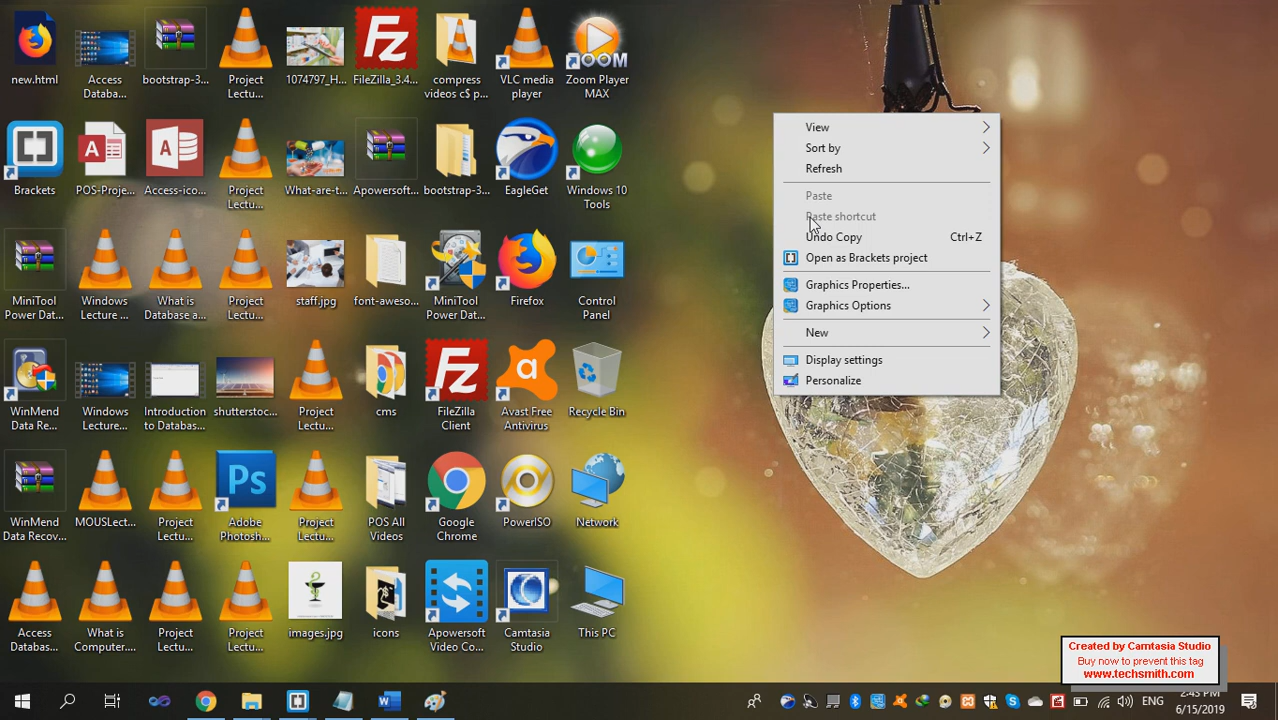 new.html
Access
Databa...
bootstrap-3...
Project
Lectu...
1074797_H...
FileZilla_3.4...
compress
videos c$ p...
VLC media
player
Zoom Player
MAX
ZOOM
Brackets
POS-Proje...
Access-ico...
Project
Lectu...
What-are-t...
Apowersoft...
bootstrap-3...
EagleGet
Windows 10
Tools
MiniTool
Power Dat...
Windows
Lecture ...
What is
Database a...
Project
Lectu...
staff.jpg
font-aweso...
MiniTool
Power Dat...
Firefox
Control
Panel
WinMend
Data Re...
Windows
Lecture...
Introduction
to Databas...
shutterstoc...
Project
Lectu...
cms
FileZilla
Client
Avast Free
Antivirus
Recycle Bin
WinMend
Data Recov...
MOUSLect...
Project
Lectu...
Ps
Adobe
Photosh...
Project
Lectu...
POS All
Videos
Google
Chrome
PowerISO
Network
Access
Databas...
What is
Computer....
Project
Lectu...
Project
Lectu...
images.jpg
icons
Apowersoft
Video Co...
Camtasia
Studio
This PC
View
Sort by
Refresh
Paste
Paste shortcut
Undo Copy Ctrl+Z
Open as Brackets project
Graphics Properties...
Graphics Options
New
Display settings
Personalize
Created by Camtasia Studio
Buy now to prevent this tag
www.techsmith.com
ENG
2:43 PM
6/15/2019